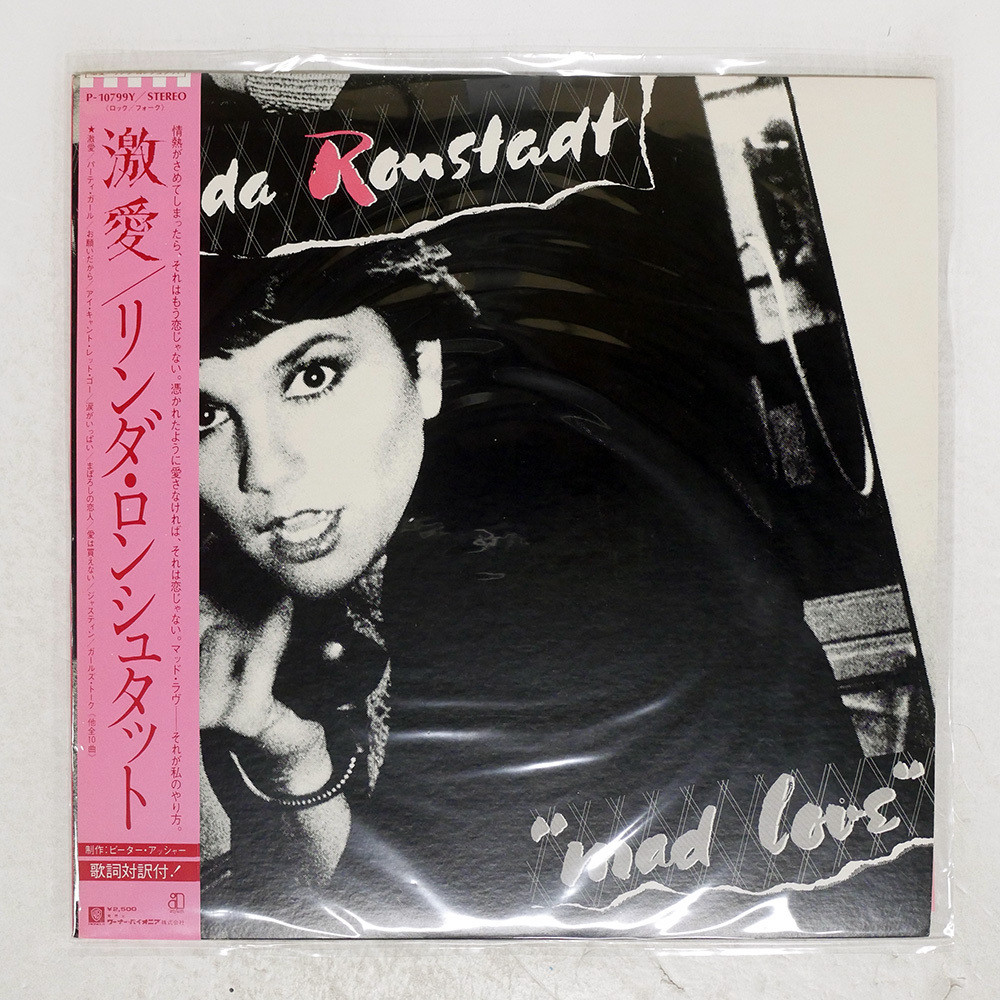 P-10799Y/STEREO
(ロック/フォーク)
情熱がさめてしまったら、それはもう恋じゃない。憑かれたように愛さなければ、それは恋じゃない。マッド・ラヴ——それが私のやり方。
激愛/リンダ・ロンシュタット
★激愛/パーティ・ガール/お願いだから/アイ・キャント・レット・ゴー/涙がいっぱい/まぼろしの恋人/愛は買えない/ジャスティン/ガールズ・トーク(他全10曲)
制作:ピーター・アッシャー
歌詞対訳付!
¥2,500
ワーナー・パイオニア株式会社
da Ronstadt
"mad love"